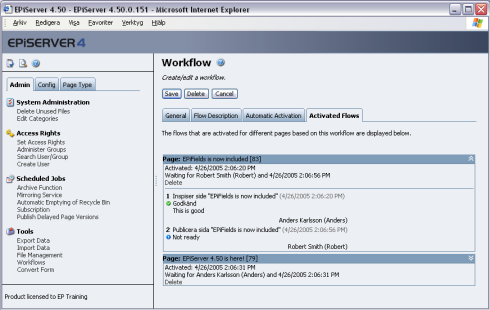 EPiServer 4.50 - EPiServer 4.50.0.151 - Microsoft Internet Explorer
Arkiv Redigera Visa Favoriter Verktyg Hjälp
EPiSERVER 4
Admin Config Page Type
System Administration
Delete Unused Files
Edit Categories
Access Rights
Set Access Rights
Administer Groups
Search User/Group
Create User
Scheduled Jobs
Archive Function
Mirroring Service
Automatic Emptying of Recycle Bin
Subscription
Publish Delayed Page Versions
Tools
Export Data
Import Data
File Management
Workflows
Convert Form
Product licensed to EP Training
Workflow
Create/edit a workflow.
Save Delete Cancel
General Flow Description Automatic Activation Activated Flows
The flows that are activated for different pages based on this workflow are displayed below.
Page: EPiFields is now included [83]
Activated: 4/26/2005 2:06:20 PM
Waiting for Robert Smith (Robert) and 4/26/2005 2:06:56 PM
Delete
1 Inspiser side "EPiFields is now included" (4/26/2005 2:06:20 PM)
Godkänd
This is good
Anders Karlsson (Anders)
2 Publicera sida "EPiFields is now included" (4/26/2005 2:06:56 PM)
Not ready
Robert Smith (Robert)
Page: EPiServer 4.50 is here! [79]
Activated: 4/26/2005 2:06:31 PM
Waiting for Anders Karlsson (Anders) and 4/26/2005 2:06:31 PM
Delete